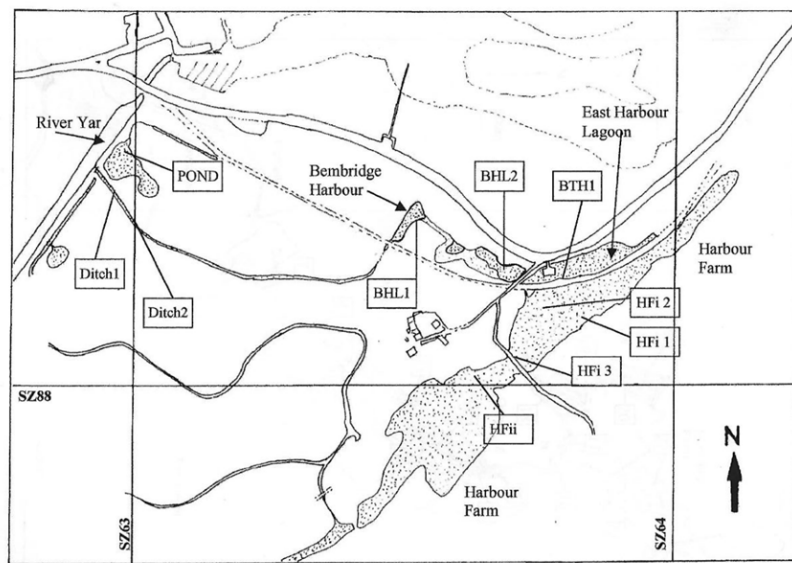 River Yar
POND
Bembridge
Harbour
BHL2
BTH1
East Harbour
Lagoon
Harbour
Farm
Ditch1
Ditch2
BHL1
HFi 2
HFi 1
HFi 3
SZ88
HFii
N
Harbour
Farm
SZ63
SZ64